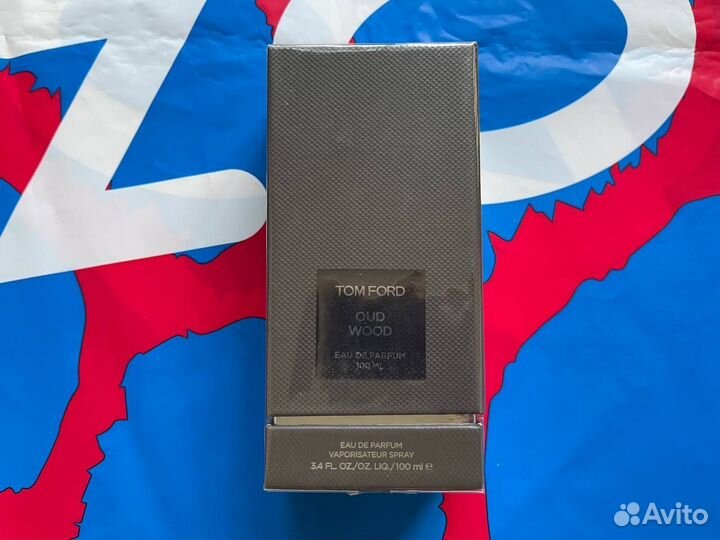 TOM FORD
OUD
WOOD
EAU DE PARFUM
100 ML
EAU DE PARFUM
VAPORISATEUR SPRAY
3.4 FL. OZ./OZ. LIQ./100 ml ℮
Avito